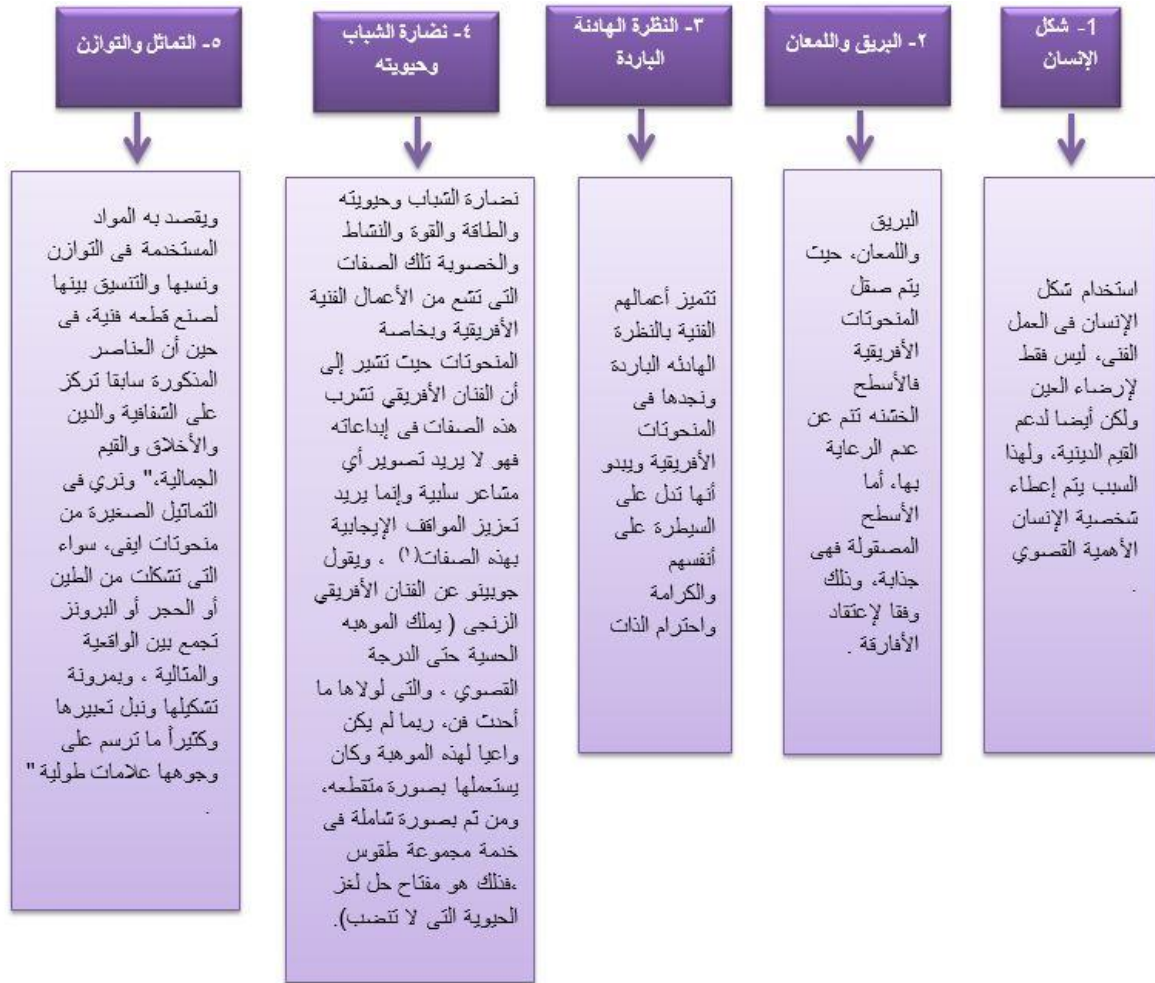 1- شكل
الإنسان
٢- البريق واللمعان
٣- النظرة الهادئة
الباردة
٤- نضارة الشباب
وحيويته
٥- التماثل والتوازن
استخدام شكل
الإنسان فى العمل
الفنى، ليس فقط
لإرضاء العين
ولكن أيضا لدعم
القيم الدينية، ولهذا
السبب يتم إعطاء
شخصية الإنسان
الأهمية القصوي
.
البريق
واللمعان، حيث
يتم صقل
المنحوتات
الأفريقية
فالأسطح
الخشنه تتم عن
عدم الرعاية
بها، أما
الأسطح
المصقولة فهى
جذابة، وذلك
وفقا لإعتقاد
الأفارقة .
تتميز أعمالهم
الفنية بالنظرة
الهادئه الباردة
ونجدها فى
المنحوتات
الأفريقية ويبدو
أنها تدل على
السيطرة على
أنفسهم
والكرامة
واحترام الذات
نضارة الشباب وحيويته
والطاقة والقوة والنشاط
والخصوبة تلك الصفات
التى تشع من الأعمال الفنية
الأفريقية وبخاصة
المنحوتات حيث تشير إلى
أن الفنان الأفريقي تشرب
هذه الصفات فى إبداعاته
فهو لا يريد تصوير أي
مشاعر سلبية وإنما يريد
تعزيز المواقف الإيجابية
بهذه الصفات(١) ، ويقول
جوبينو عن الفنان الأفريقي
الزنجى ( يملك الموهبه
الحسية حتى الدرجة
القصوي ، والتى لولاها ما
أحدث فن، ربما لم يكن
واعيا لهذه الموهبة وكان
يستعملها بصورة متقطعه،
ومن ثم بصورة شاملة فى
خدمة مجموعة طقوس
،فذلك هو مفتاح حل لغز
الحيوية التى لا تنضب).
ويقصد به المواد
المستخدمة فى التوازن
ونسبها والتنسيق بينها
لصنع قطعه فنية، فى
حين أن العناصر
المذكورة سابقا تركز
على الشفافية والدين
والأخلاق والقيم
الجمالية،" ونري فى
التماثيل الصغيرة من
منحوتات ايفى، سواء
التى تشكلت من الطين
أو الحجر أو البرونز
تجمع بين الواقعية
والمثالية ، وبمرونة
تشكيلها ونبل تعبيرها
وكثيراً ما ترسم على
وجوهها علامات طولية "
.